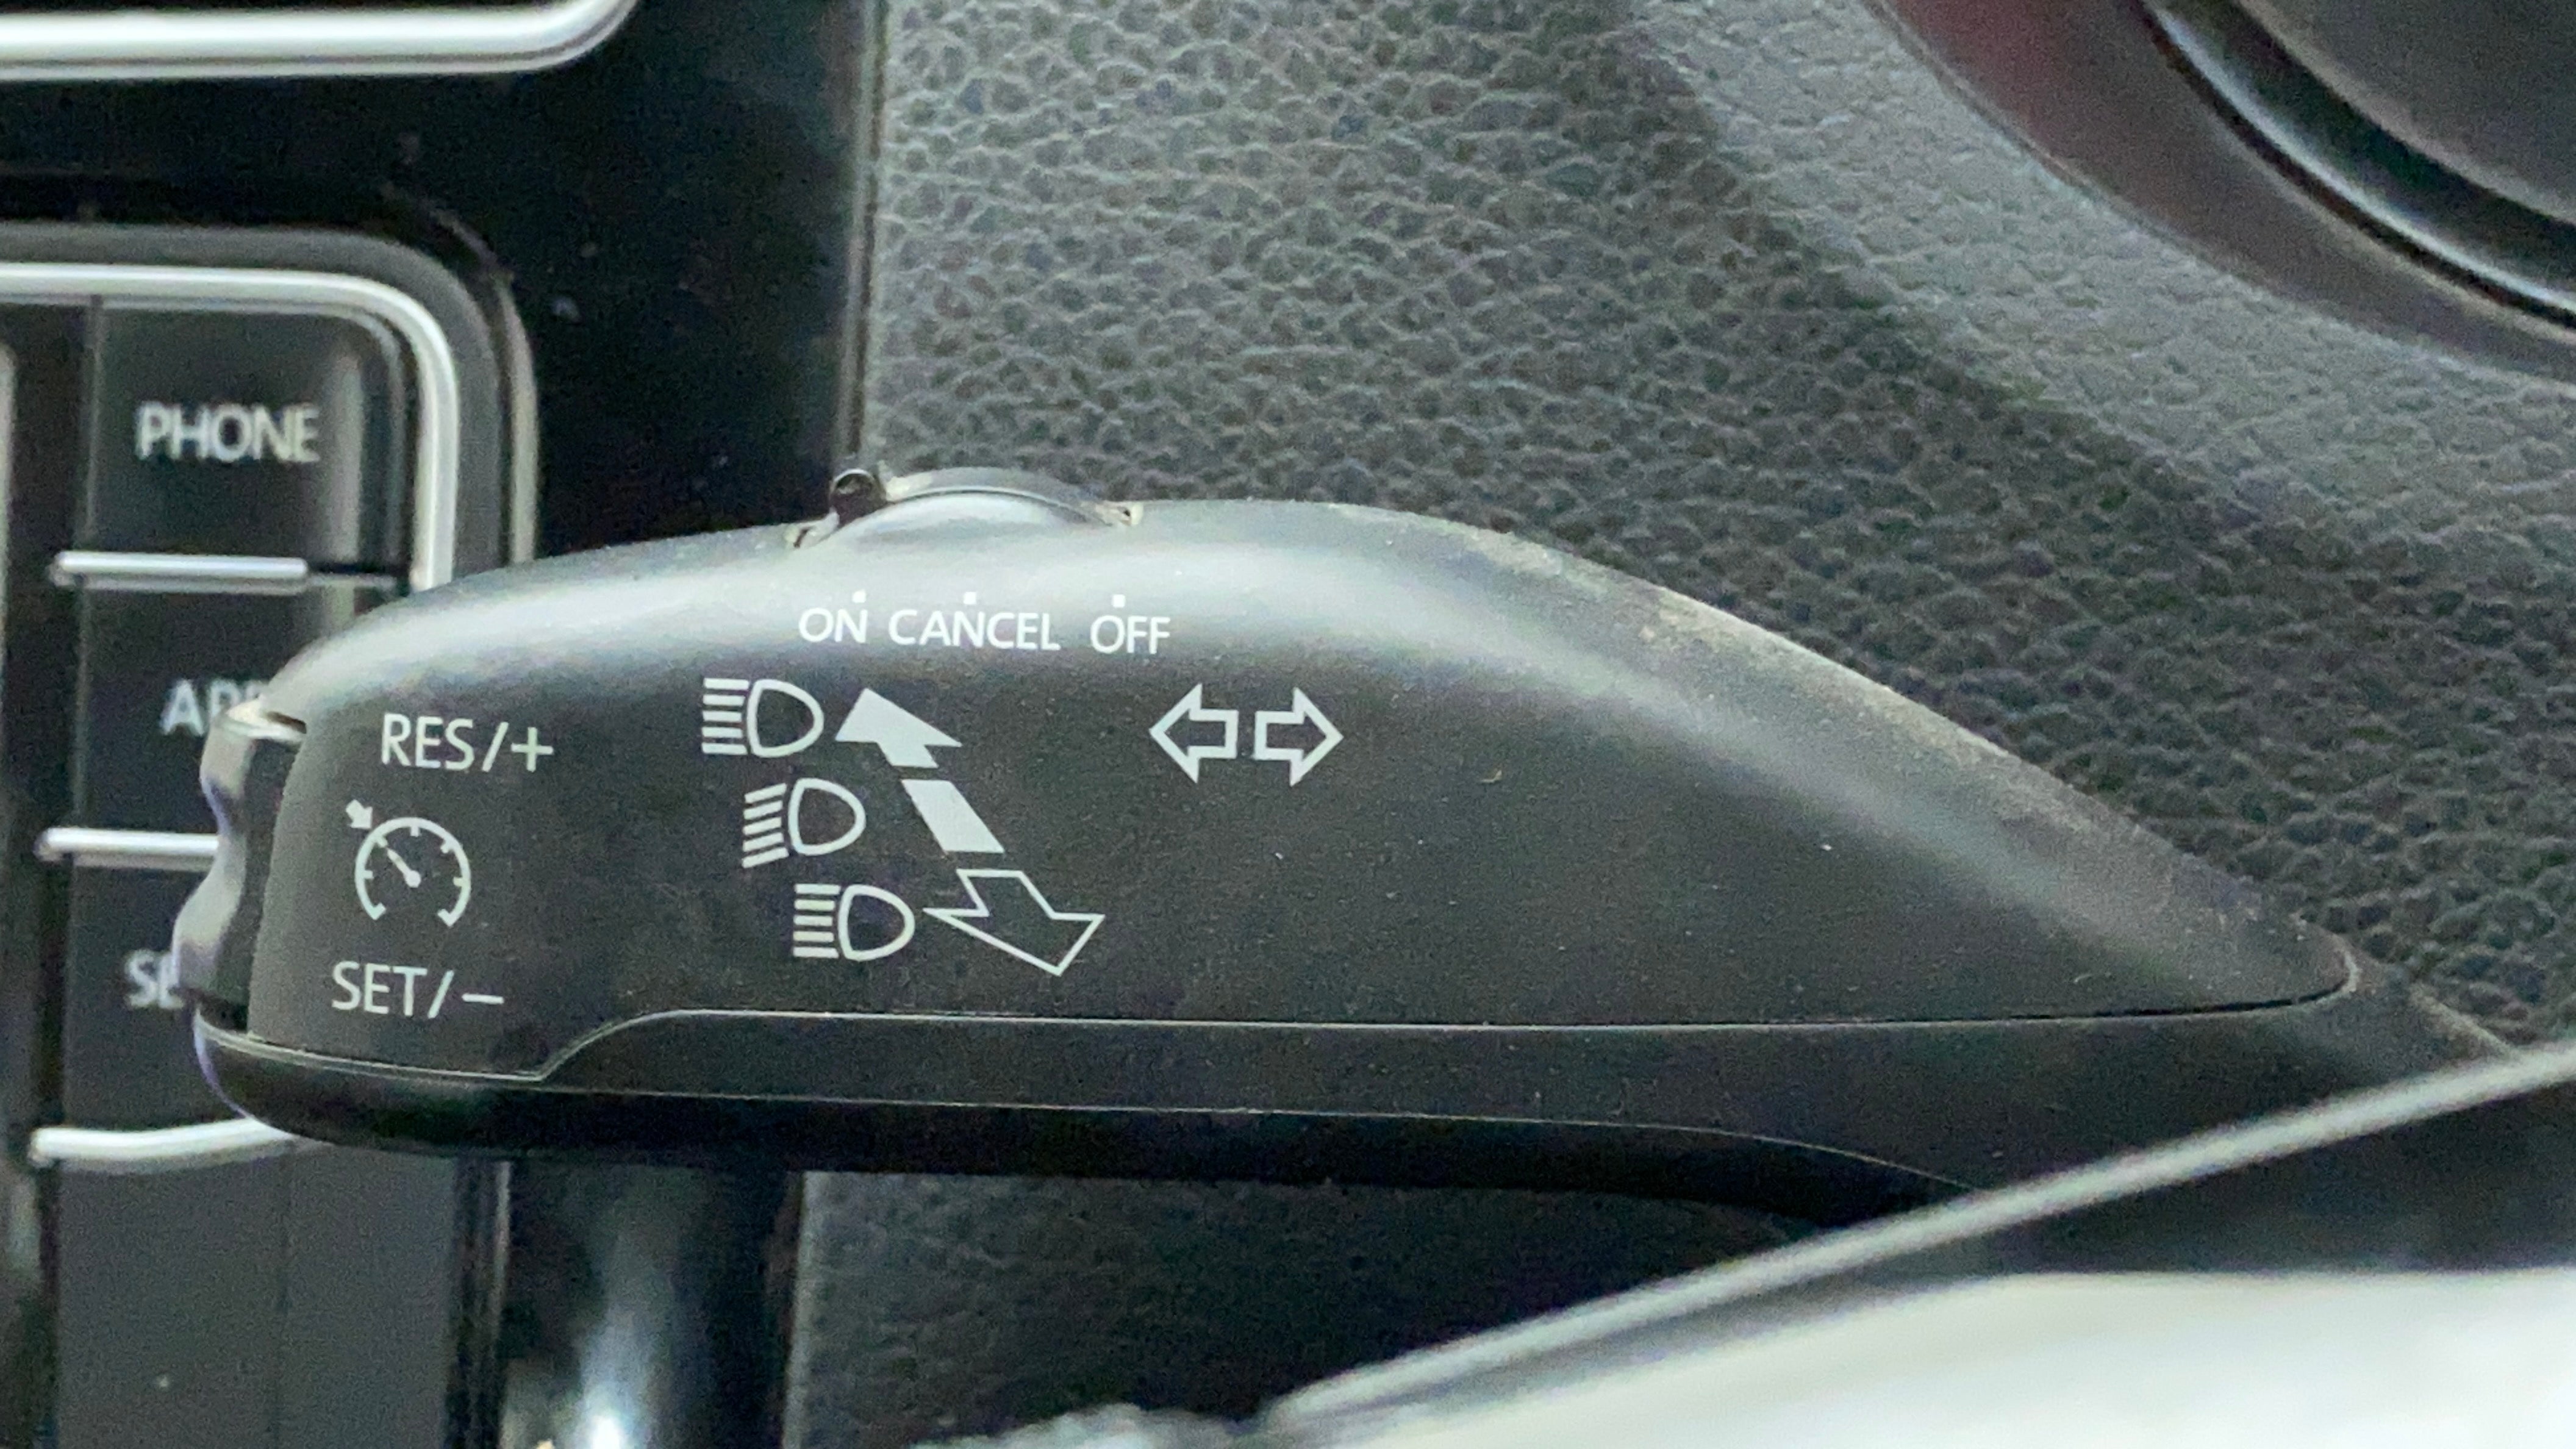 PHONE
ON CANCEL OFF
RES/+
SET/−